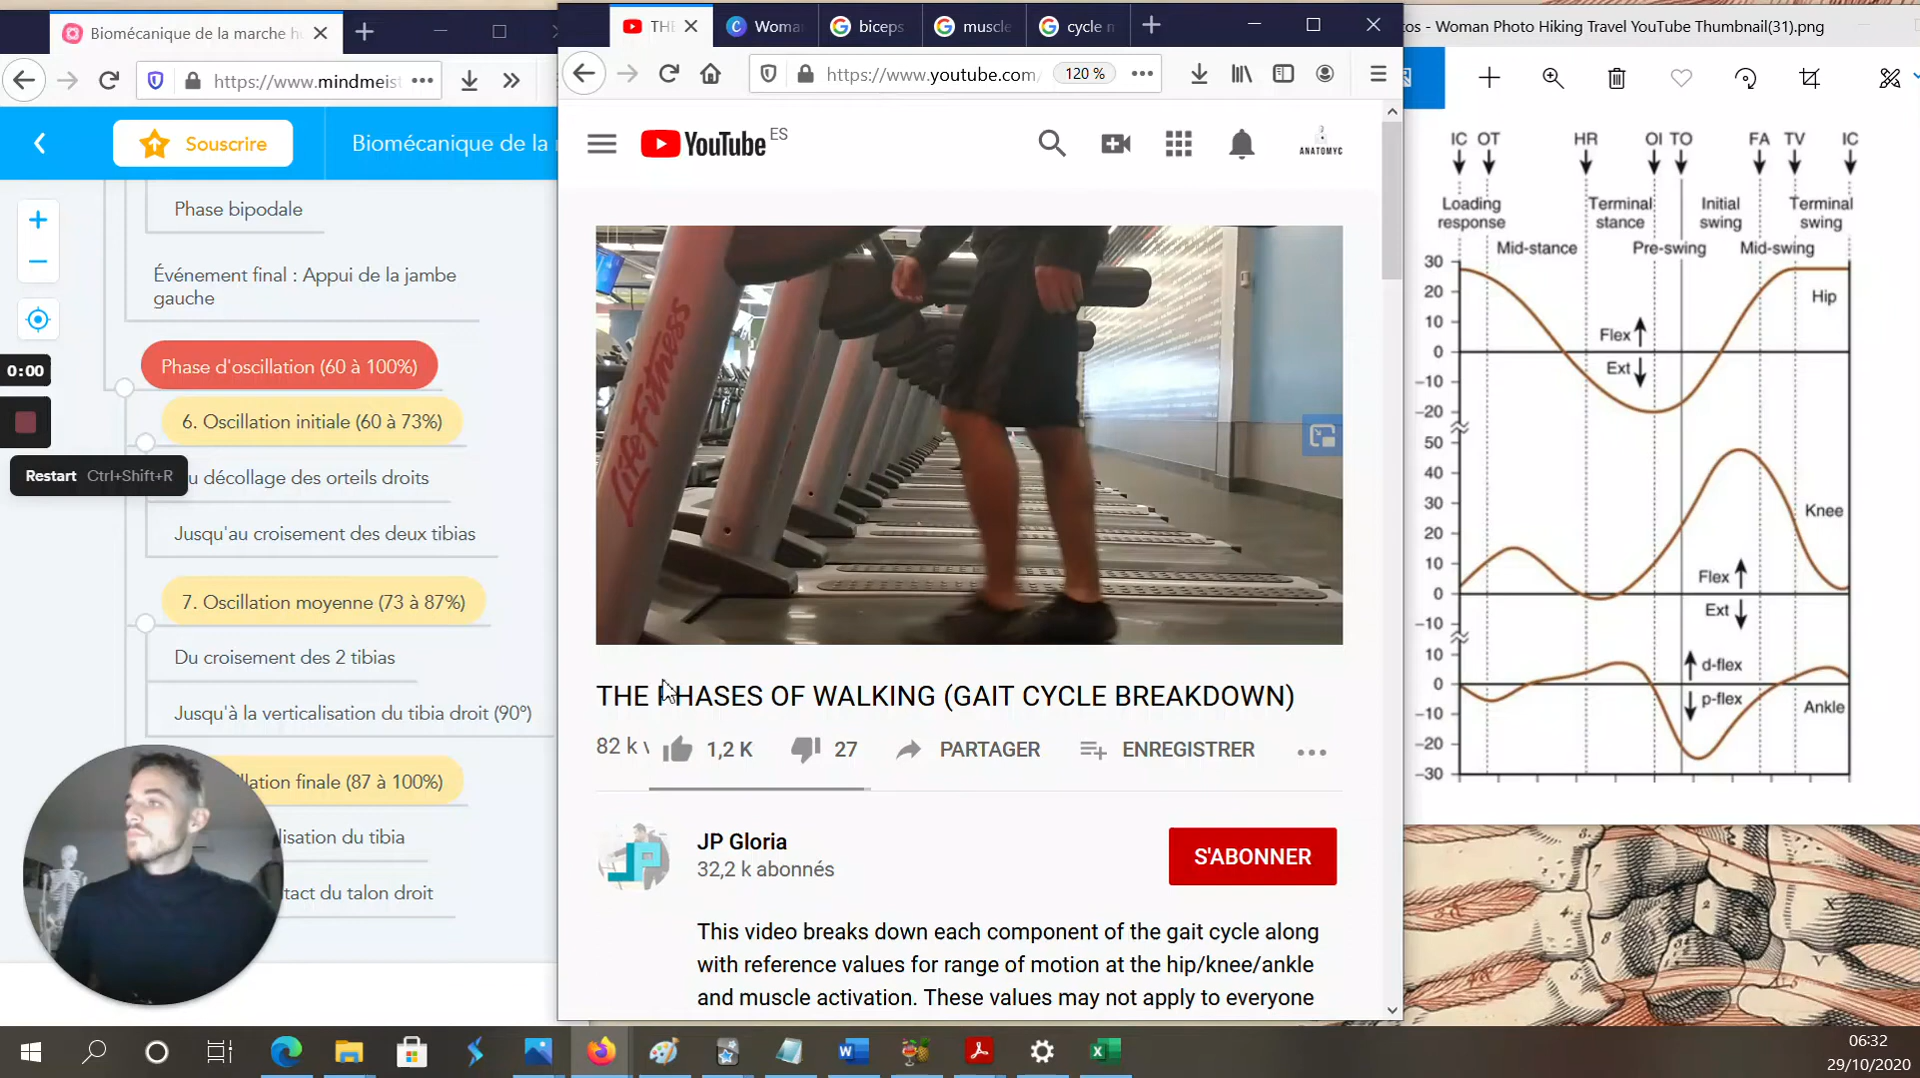 Biomécanique de la marche h
THE
Woma
biceps
muscle
cycle m
tos - Woman Photo Hiking Travel YouTube Thumbnail(31).png
https://www.mindmeist
https://www.youtube.com/
120 %
Souscrire
Biomécanique de la
YouTube ES
ANATOMYC
Phase bipodale
Événement final : Appui de la jambe
gauche
0:00
Phase d'oscillation (60 à 100%)
6. Oscillation initiale (60 à 73%)
Restart Ctrl+Shift+R
u décollage des orteils droits
Jusqu'au croisement des deux tibias
7. Oscillation moyenne (73 à 87%)
Du croisement des 2 tibias
Jusqu'à la verticalisation du tibia droit (90°)
llation finale (87 à 100%)
lisation du tibia
tact du talon droit
LifeFitness
THE PHASES OF WALKING (GAIT CYCLE BREAKDOWN)
82 k v
1,2 K
27
PARTAGER
ENREGISTRER
JP
JP Gloria
32,2 k abonnés
S'ABONNER
This video breaks down each component of the gait cycle along
with reference values for range of motion at the hip/knee/ankle
and muscle activation. These values may not apply to everyone
IC OT HR OI TO FA TV IC
Loading
response
Terminal
stance
Initial
swing
Terminal
swing
Mid-stance
Pre-swing
Mid-swing
30
20
10
0
-10
-20
Hip
Flex
Ext
50
40
30
20
10
0
-10
Knee
Flex
Ext
10
0
-10
-20
-30
d-flex
p-flex
Ankle
4.
8
2
3
X
V
06:32
29/10/2020